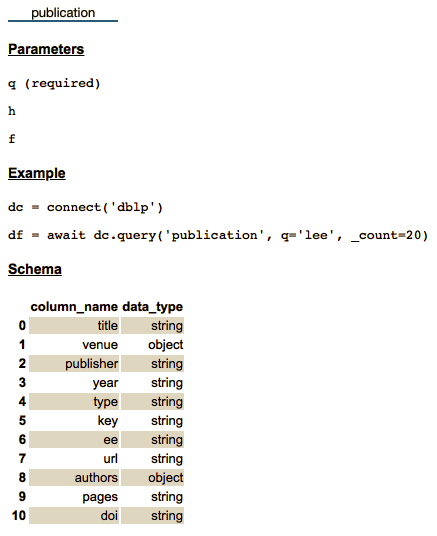 publication
Parameters
q (required)
h
f
Example
dc = connect('dblp')
df = await dc.query('publication', q='lee', _count=20)
Schema
column_name data_type
0 title string
1 venue object
2 publisher string
3 year string
4 type string
5 key string
6 ee string
7 url string
8 authors object
9 pages string
10 doi string